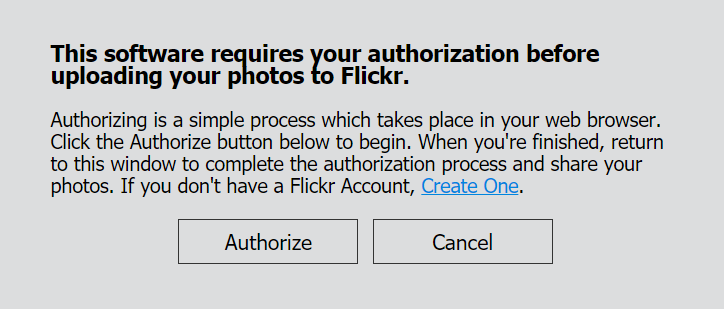 This software requires your authorization before
uploading your photos to Flickr.
Authorizing is a simple process which takes place in your web browser.
Click the Authorize button below to begin. When you're finished, return
to this window to complete the authorization process and share your
photos. If you don't have a Flickr Account, Create One.
Authorize Cancel